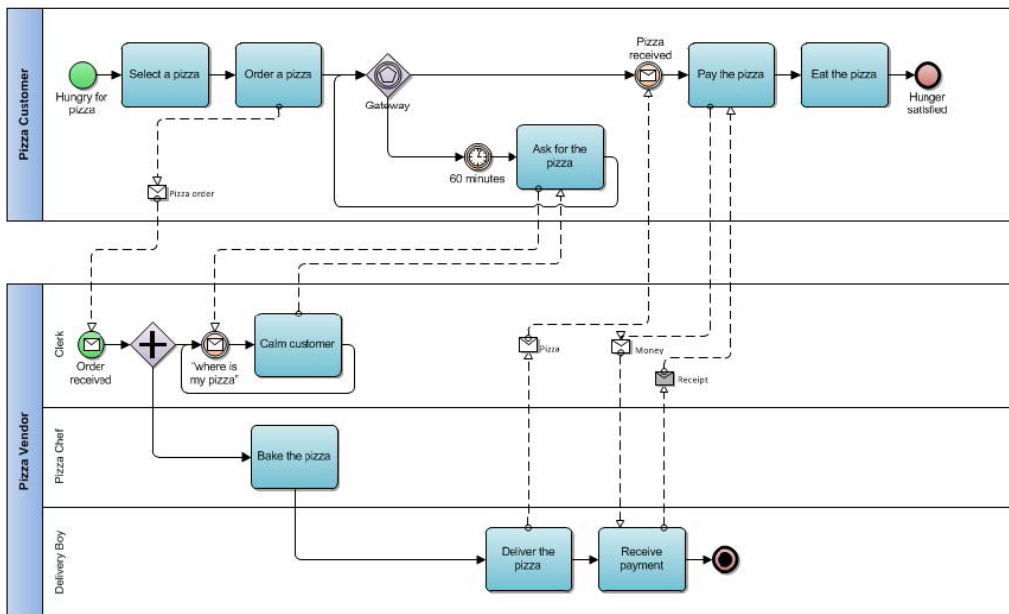 Pizza Customer
Hungry for
pizza
Select a pizza
Order a pizza
Gateway
Pizza
received
Pay the pizza
Eat the pizza
Hunger
satisfied
60 minutes
Ask for the
pizza
Pizza order
Pizza Vendor
Clerk
Order
received
"where is
my pizza"
Calm customer
Pizza
Money
Receipt
Pizza Chef
Bake the pizza
Delivery Boy
Deliver the
pizza
Receive
payment